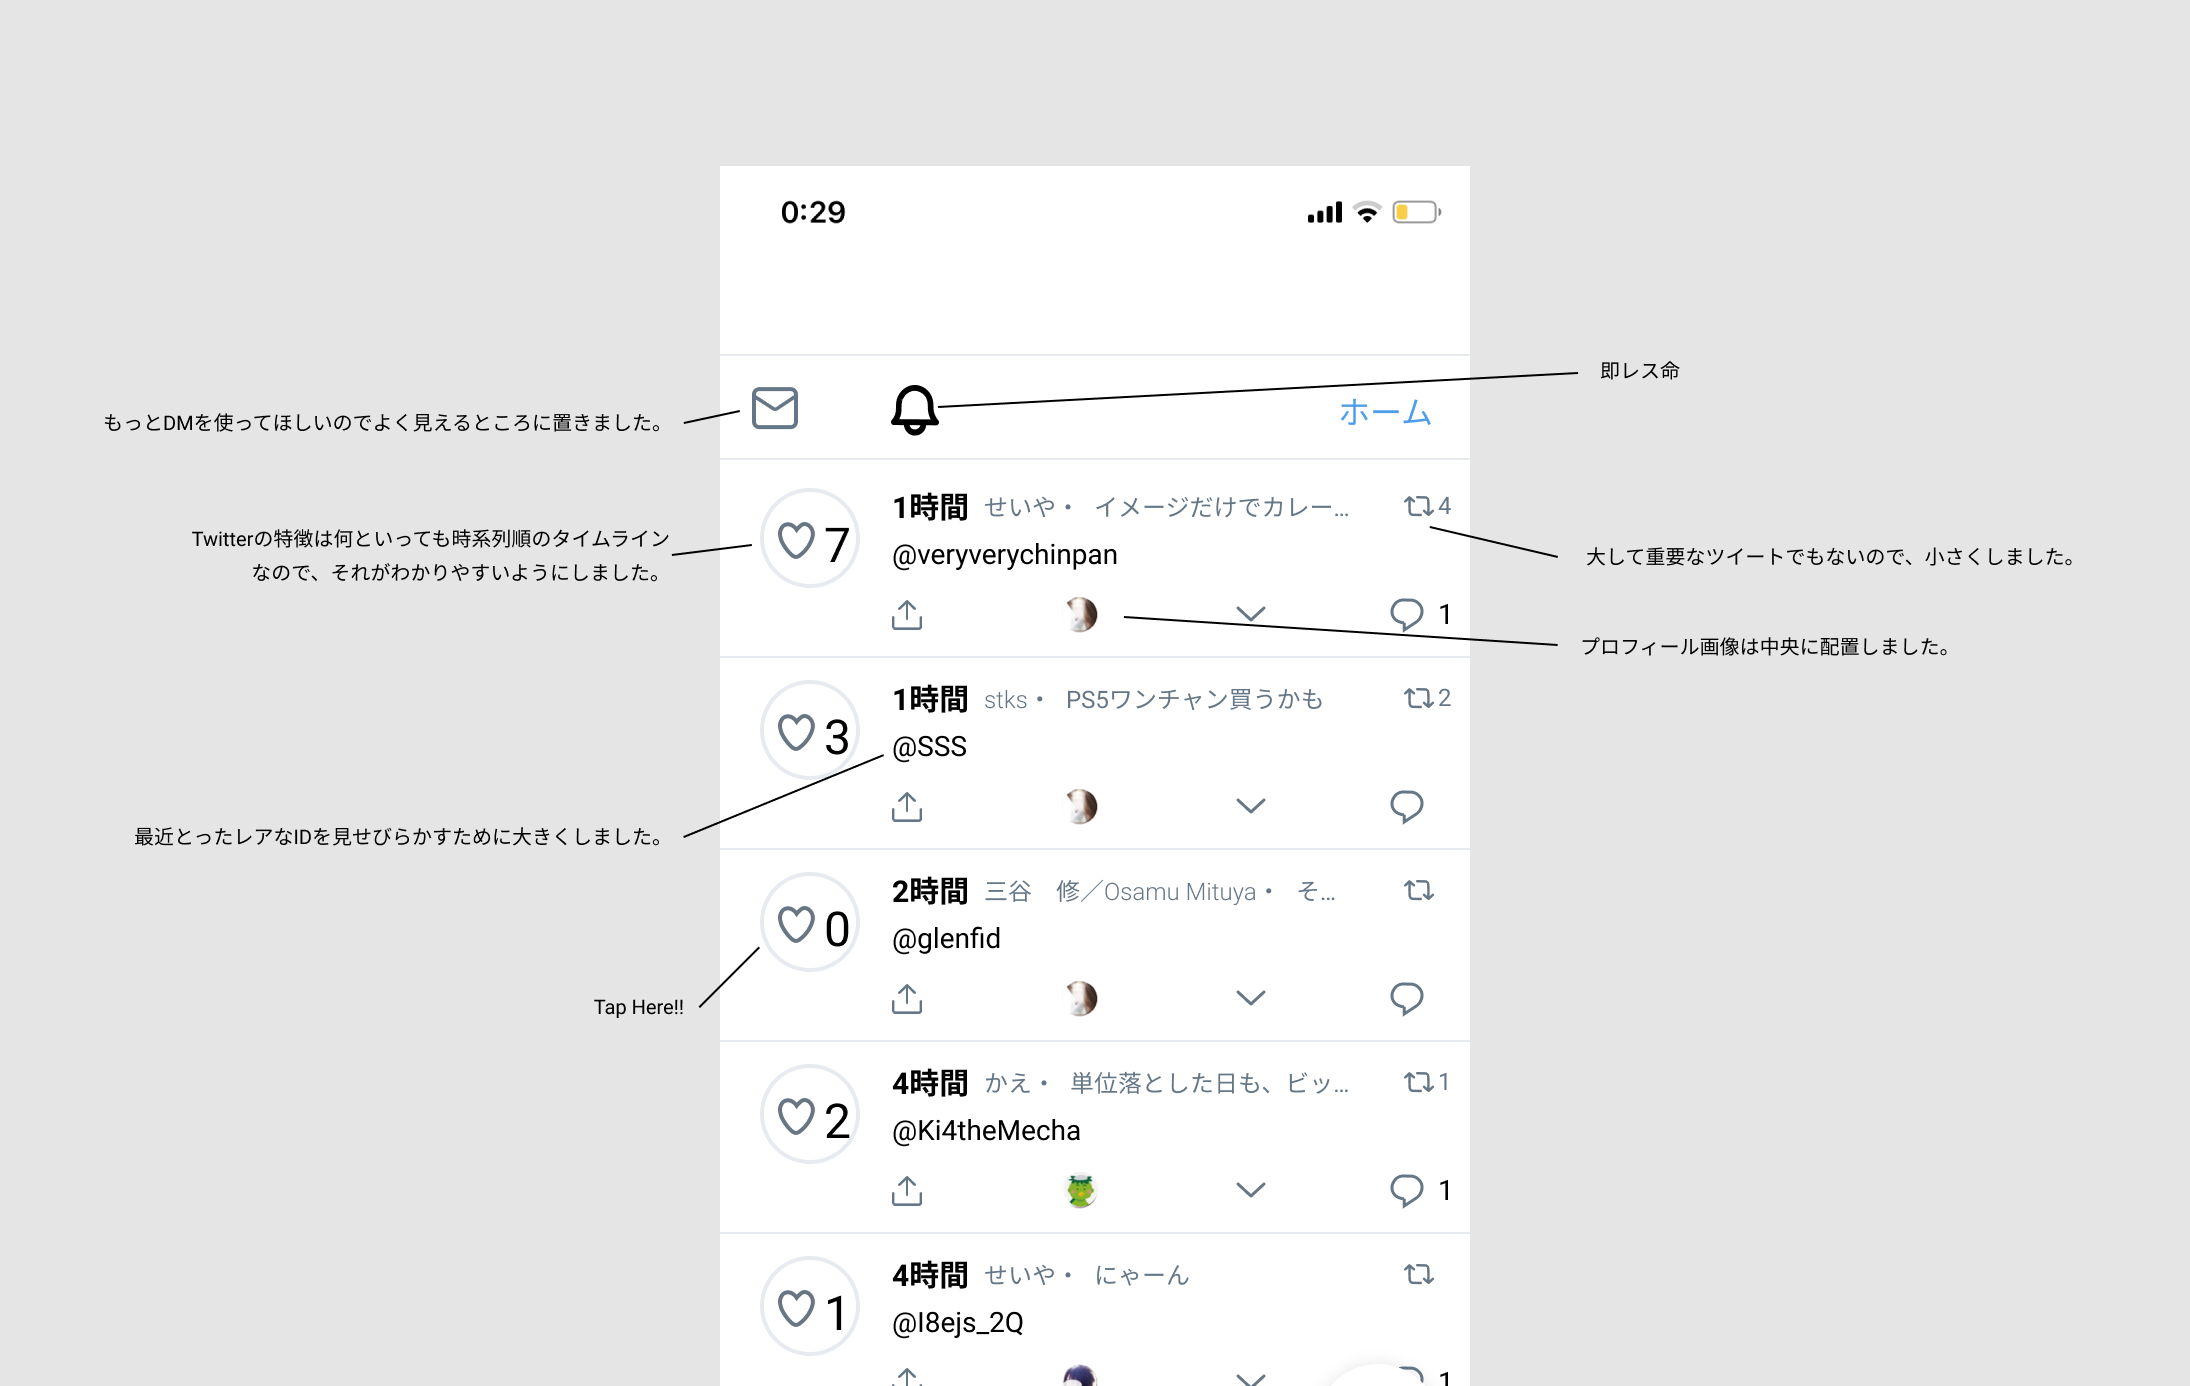 0:29
即レス命
ホーム
もっとDMを使ってほしいのでよく見えるところに置きました。
7
1時間 せいや・ イメージだけでカレー... 4
@veryverychinpan
1
Twitterの特徴は何といっても時系列順のタイムライン
なので、それがわかりやすいようにしました。
大して重要なツイートでもないので、小さくしました。
プロフィール画像は中央に配置しました。
3
1時間 stks・ PS5ワンチャン買うかも 2
@SSS
最近とったレアなIDを見せびらかすために大きくしました。
0
2時間 三谷　修／Osamu Mituya・ そ...
@glenfid
Tap Here!!
2
4時間 かえ・ 単位落とした日も、ビッ... 1
@Ki4theMecha
1
1
4時間 せいや・ にゃーん
@I8ejs_2Q
1